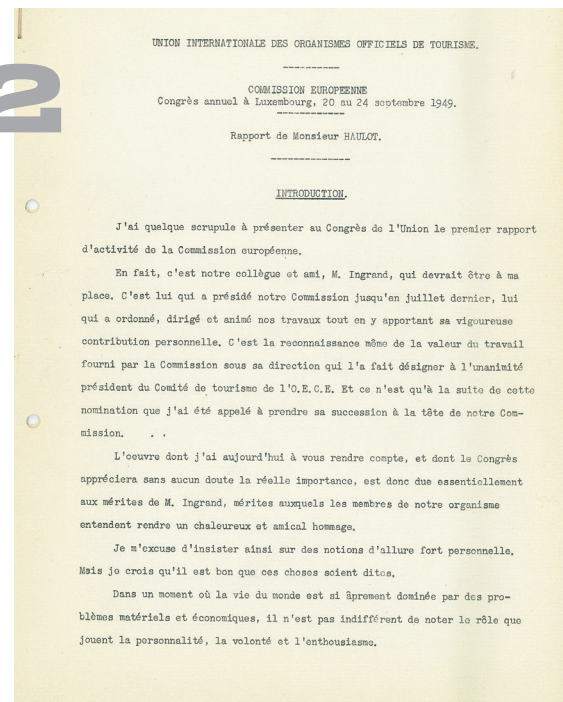 2
UNION INTERNATIONALE DES ORGANISMES OFFICIELS DE TOURISME.
----------
COMMISSION EUROPEENNE
Congrès annuel à Luxembourg, 20 au 24 septembre 1949.
------------
Rapport de Monsieur HAULOT.
--------------
INTRODUCTION.
J'ai quelque scrupule à présenter au Congrès de l'Union le premier rapport
d'activité de la Commission européenne.
En fait, c'est notre collègue et ami, M. Ingrand, qui devrait être à ma
place. C'est lui qui a présidé notre Commission jusqu'en juillet dernier, lui
qui a ordonné, dirigé et animé nos travaux tout en y apportant sa vigoureuse
contribution personnelle. C'est la reconnaissance même de la valeur du travail
fourni par la Commission sous sa direction qui l'a fait désigner à l'unanimité
président du Comité de tourisme de l'O.E.C.E. Et ce n'est qu'à la suite de cette
nomination que j'ai été appelé à prendre sa succession à la tête de notre Com-
mission. . .
L'oeuvre dont j'ai aujourd'hui à vous rendre compte, et dont le Congrès
appréciera sans aucun doute la réelle importance, est donc due essentiellement
aux mérites de M. Ingrand, mérites auxquels les membres de notre organisme
entendent rendre un chaleureux et amical hommage.
Je m'excuse d'insister ainsi sur des notions d'allure fort personnelle.
Mais je crois qu'il est bon que ces choses soient dites.
Dans un moment où la vie du monde est si âprement dominée par des pro-
blèmes matériels et économiques, il n'est pas indifférent de noter le rôle que
jouent la personnalité, la volonté et l'enthousiasme.